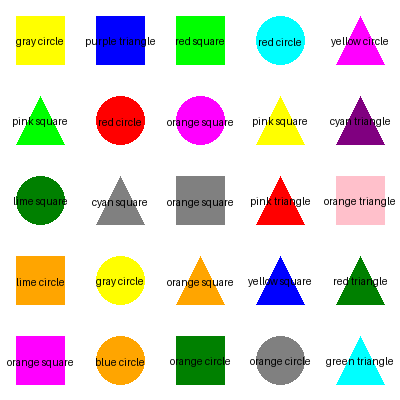 gray circle
purple triangle
red square
red circle
yellow circle
pink square
red circle
orange square
pink square
cyan triangle
lime square
cyan square
orange square
pink triangle
orange triangle
lime circle
gray circle
orange square
yellow square
red triangle
orange square
blue circle
orange circle
orange circle
green triangle